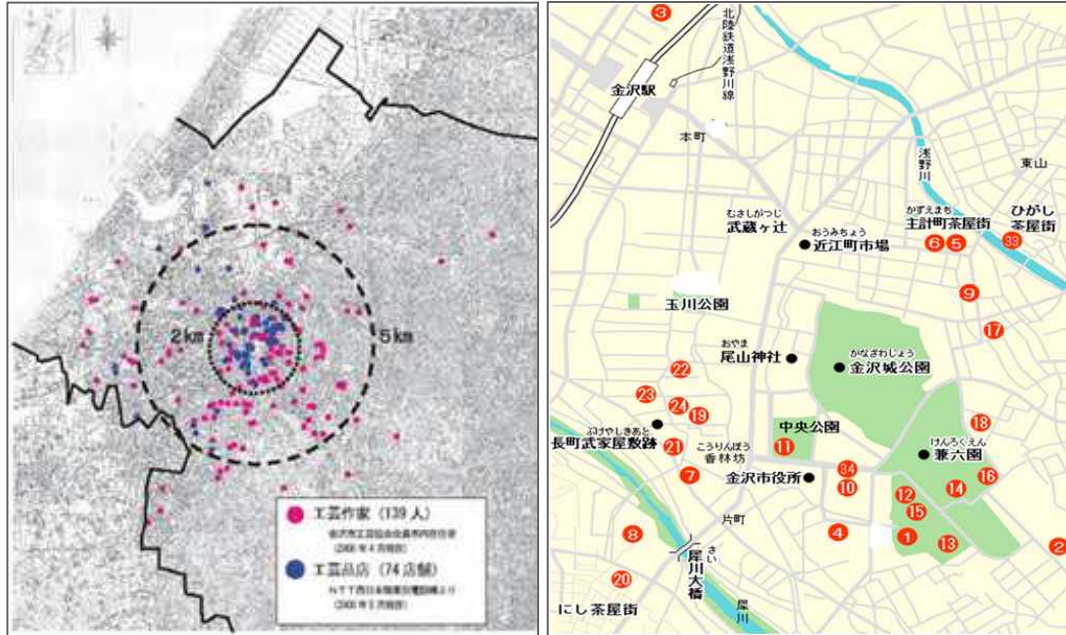 2km
5km
工芸作家 (139人)
工芸品店 (74店舗)
3
北陸鉄道浅野川線
金沢駅
本町
浅野川
東山
むさしがつじ
武蔵ヶ辻
おうみちょう
近江町市場
かずえまち
主計町茶屋街
ひがし
茶屋街
6
5
33
9
玉川公園
17
おやま
尾山神社
かなざわじょう
金沢城公園
22
23
24
19
18
ぶけやしきあと
長町武家屋敷跡
中央公園
11
けんろくえん
兼六園
21
こうりんぼう
香林坊
7
金沢市役所
34
10
16
14
12
15
片町
8
4
1
13
2
さい
犀川大橋
20
にし茶屋街
犀川